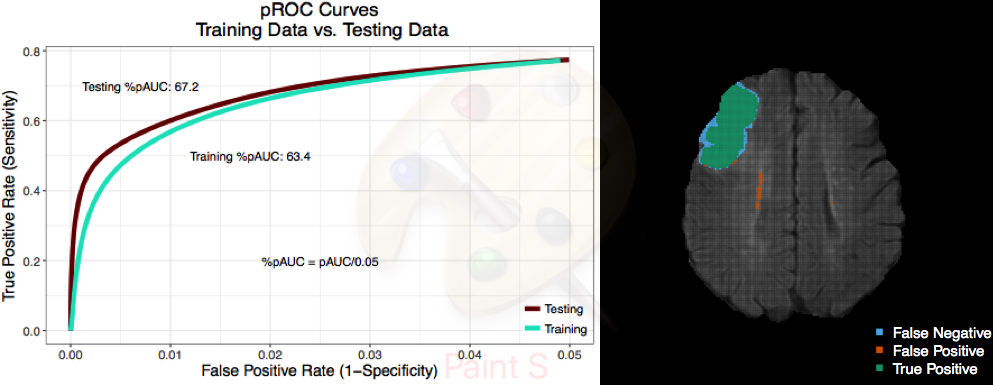 pROC Curves
Training Data vs. Testing Data
True Positive Rate (Sensitivity)
0.8
0.6
0.4
0.2
0.0
Testing %pAUC: 67.2
Training %pAUC: 63.4
%pAUC = pAUC/0.05
Testing
Training
0.00 0.01 0.02 0.03 0.04 0.05
False Positive Rate (1−Specificity)
Paint S
False Negative
False Positive
True Positive